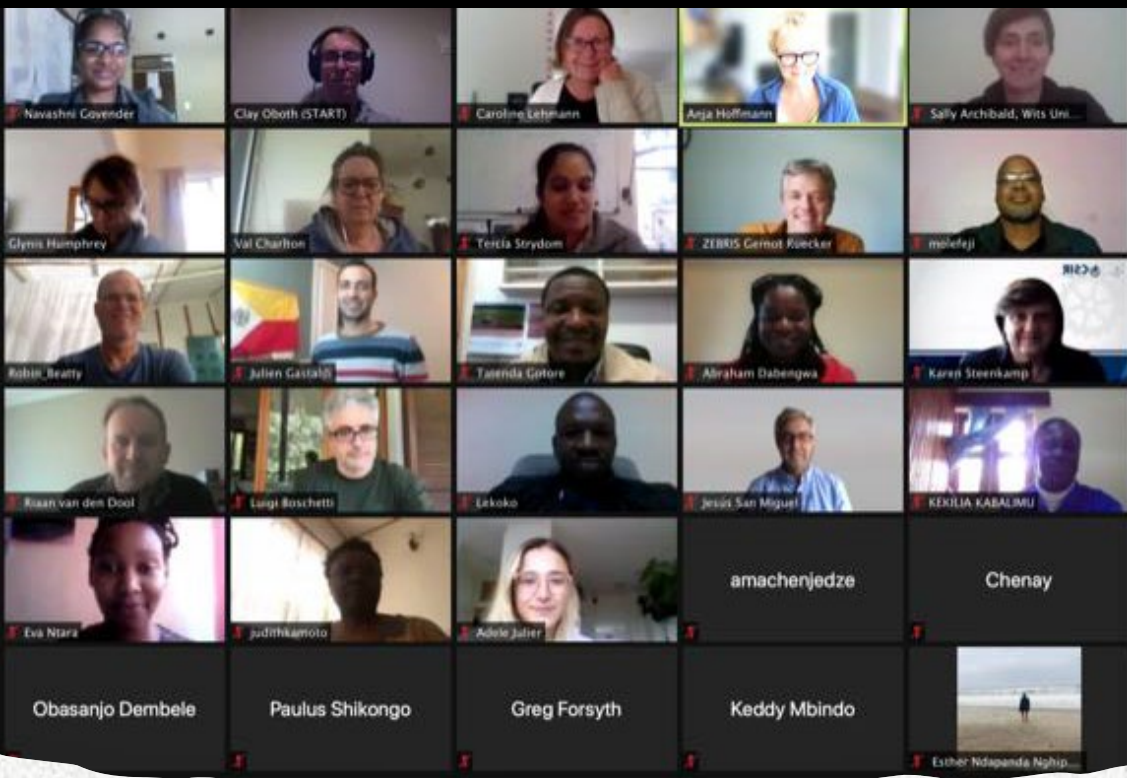 Navashni Govender
Clay Oboth (START)
Caroline Lehmann
Anja Hoffmann
Sally Archibald, Wits Uni...
Glynis Humphrey
Val Charlton
Tercia Strydom
ZEBRIS Gernot Ruecker
molefeji
CSIR
Robin_Beatty
Julien Gastaldi
Tatenda Gotore
Abraham Dabengwa
Karen Steenkamp
Riaan van den Dool
Luigi Boschetti
Lekoko
Jesús San Miguel
KEKILIA KABALIMU
Eva Ntara
judithkamoto
Adele Julier
amachenjedze
Chenay
Obasanjo Dembele
Paulus Shikongo
Greg Forsyth
Keddy Mbindo
Esther Ndapanda Nghip...